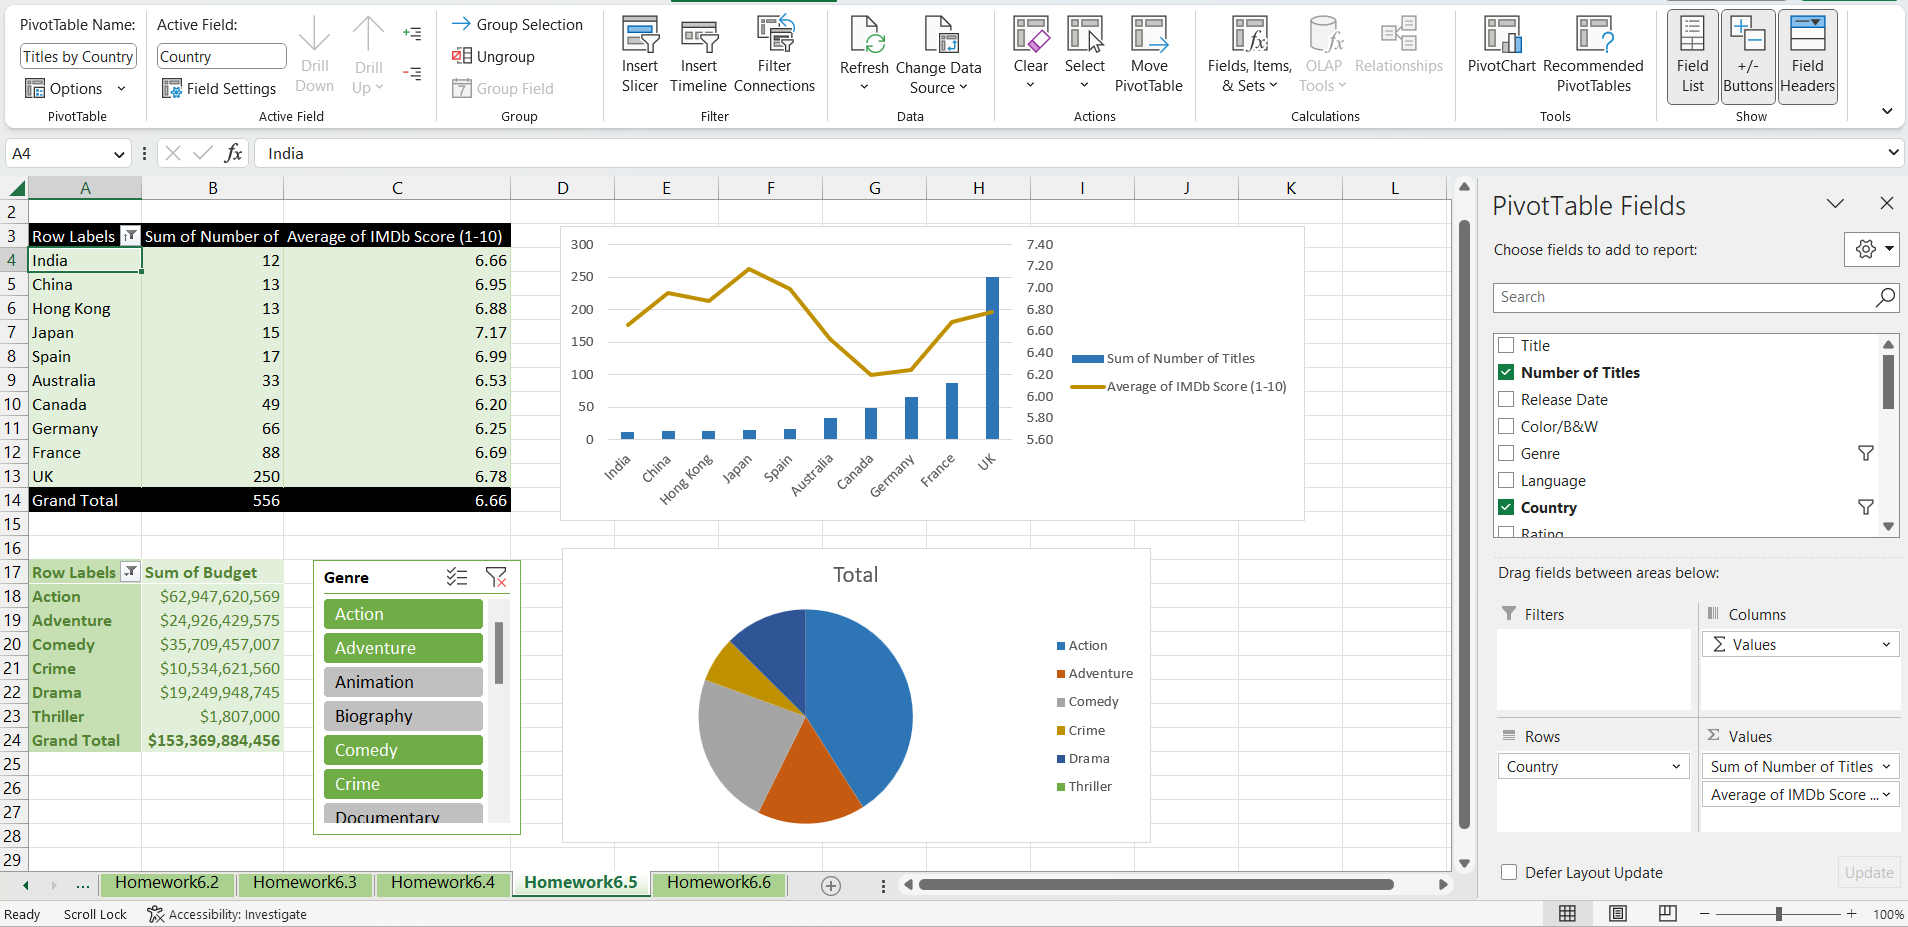 PivotTable Name:
Titles by Country
Options
PivotTable
Active Field:
Country
Field Settings
Drill Down
Drill Up
Active Field
Group Selection
Ungroup
Group Field
Group
Insert Slicer
Insert Timeline
Filter Connections
Filter
Refresh
Change Data Source
Data
Clear
Select
Move PivotTable
Actions
Fields, Items, & Sets
OLAP Tools
Relationships
Calculations
PivotChart
Recommended PivotTables
Tools
Field List
+/- Buttons
Field Headers
Show
A4
fx
India
A B C D E F G H I J K L
2
3 Row Labels Sum of Number of Average of IMDb Score (1-10)
4 India 12 6.66
5 China 13 6.95
6 Hong Kong 13 6.88
7 Japan 15 7.17
8 Spain 17 6.99
9 Australia 33 6.53
10 Canada 49 6.20
11 Germany 66 6.25
12 France 88 6.69
13 UK 250 6.78
14 Grand Total 556 6.66
15
16
17 Row Labels Sum of Budget
18 Action $62,947,620,569
19 Adventure $24,926,429,575
20 Comedy $35,709,457,007
21 Crime $10,534,621,560
22 Drama $19,249,948,745
23 Thriller $1,807,000
24 Grand Total $153,369,884,456
25
26
27
28
29
300
250
200
150
100
50
0
7.40
7.20
7.00
6.80
6.60
6.40
6.20
6.00
5.80
5.60
India
China
Hong Kong
Japan
Spain
Australia
Canada
Germany
France
UK
Sum of Number of Titles
Average of IMDb Score (1-10)
Genre
Action
Adventure
Animation
Biography
Comedy
Crime
Documentary
Total
Action
Adventure
Comedy
Crime
Drama
Thriller
PivotTable Fields
Choose fields to add to report:
Search
Title
Number of Titles
Release Date
Color/B&W
Genre
Language
Country
Rating
Drag fields between areas below:
Filters
Columns
Σ Values
Rows
Country
Σ Values
Sum of Number of Titles
Average of IMDb Score ...
Defer Layout Update
Update
... Homework6.2 Homework6.3 Homework6.4 Homework6.5 Homework6.6
Ready Scroll Lock Accessibility: Investigate
100%